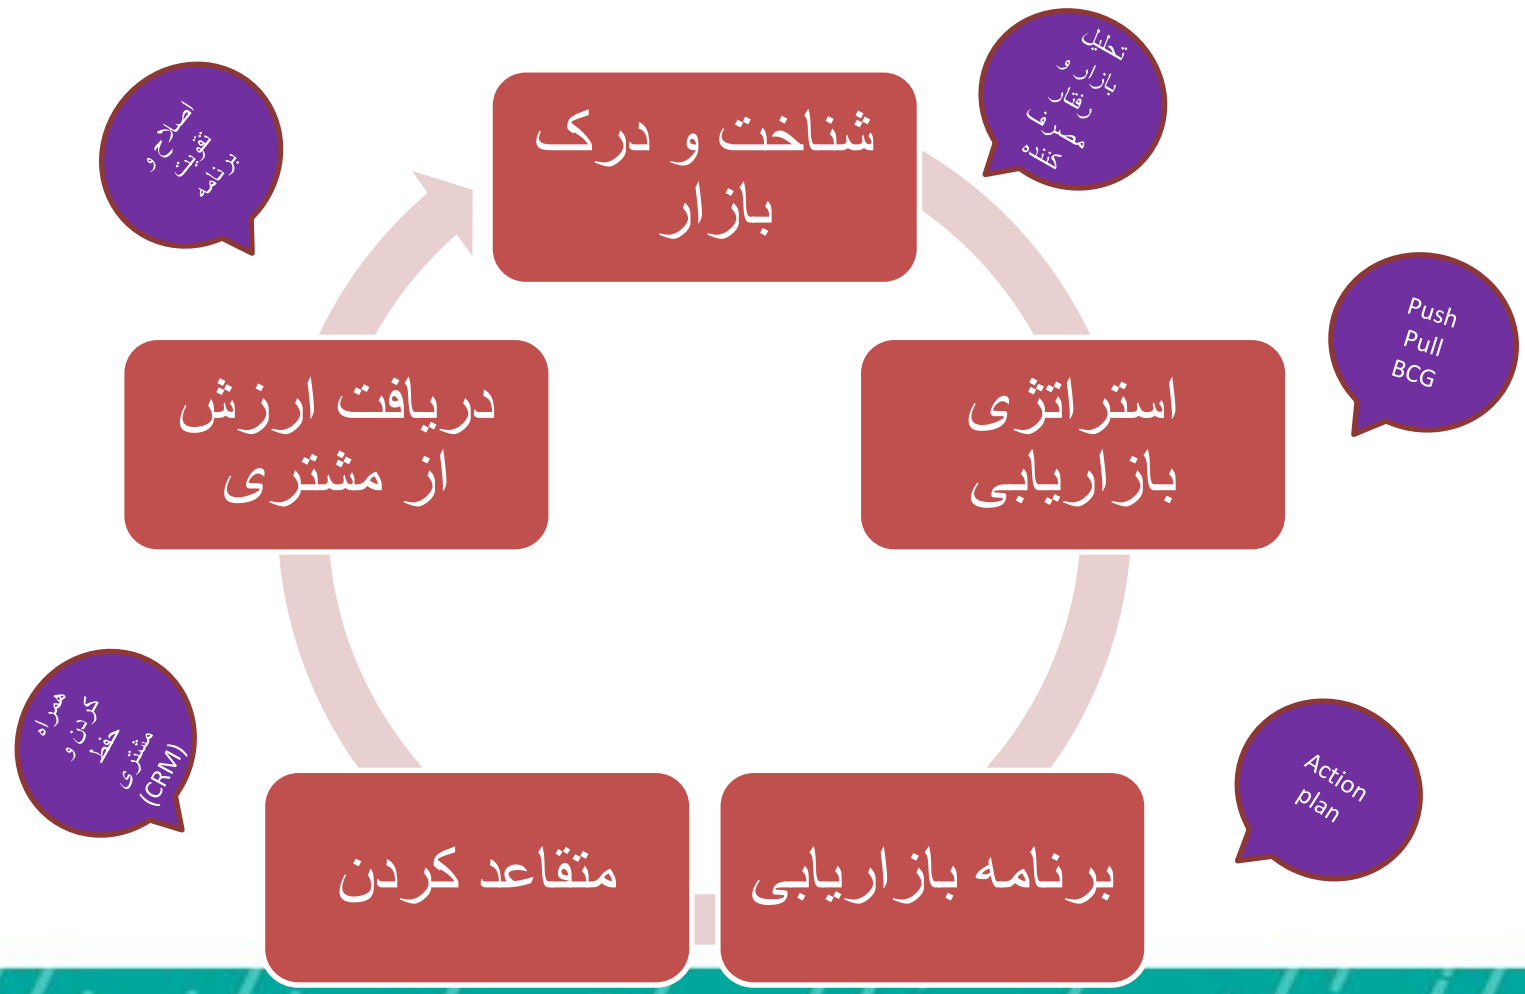 شناخت و درک
بازار
تحلیل
بازار و
رفتار
مصرف
کننده
استراتژی
بازاریابی
Push
Pull
BCG
برنامه بازاریابی
Action
plan
متقاعد کردن
همراه
کردن و
حفظ
مشتری
(CRM)
دریافت ارزش
از مشتری
اصلاح و
تقویت
برنامه